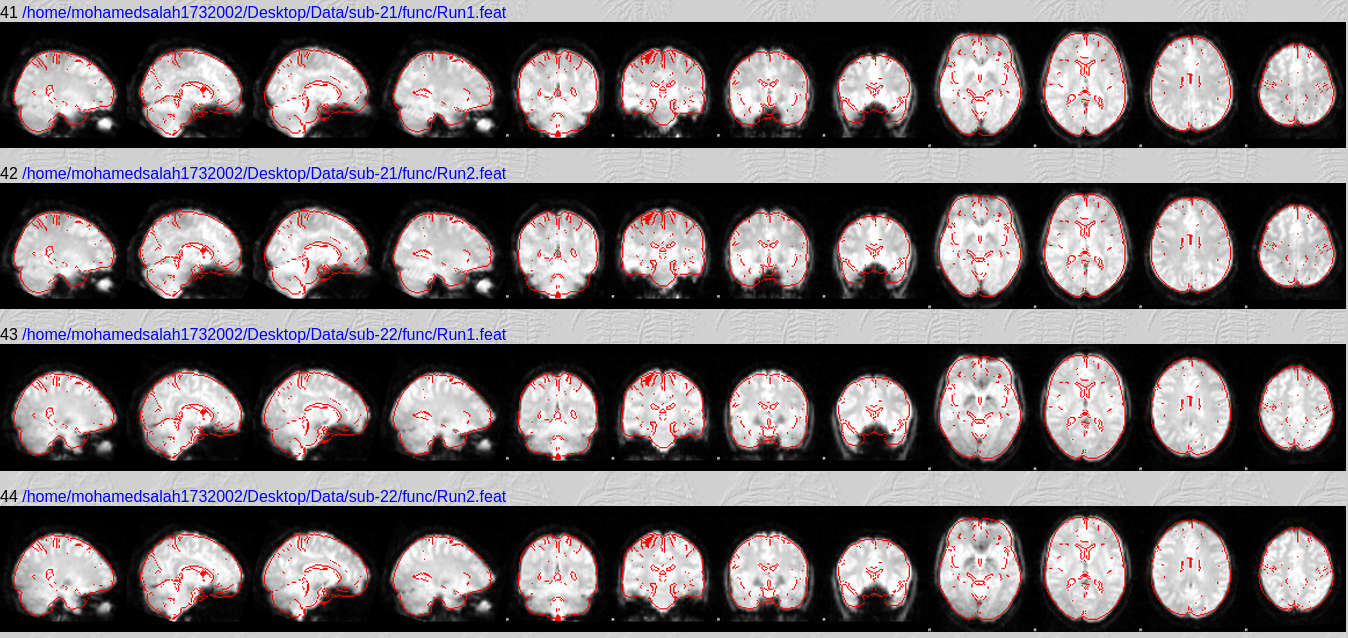 41 /home/mohamedsalah1732002/Desktop/Data/sub-21/func/Run1.feat
42 /home/mohamedsalah1732002/Desktop/Data/sub-21/func/Run2.feat
43 /home/mohamedsalah1732002/Desktop/Data/sub-22/func/Run1.feat
44 /home/mohamedsalah1732002/Desktop/Data/sub-22/func/Run2.feat